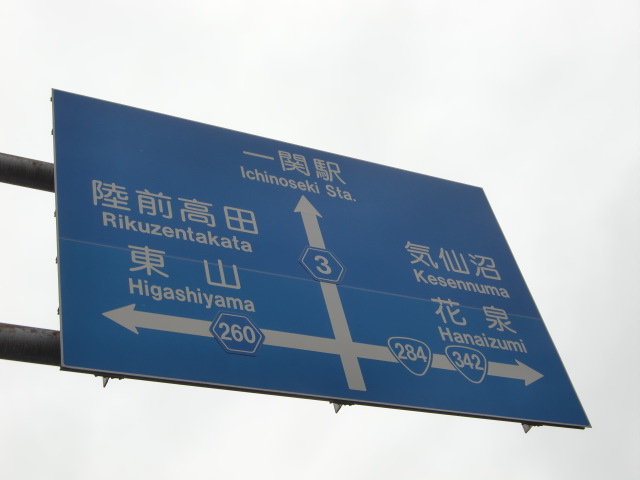 一関駅
Ichinoseki Sta.
陸前高田
Rikuzentakata
東山
Higashiyama
3
気仙沼
Kesennuma
花泉
Hanaizumi
260
284
342